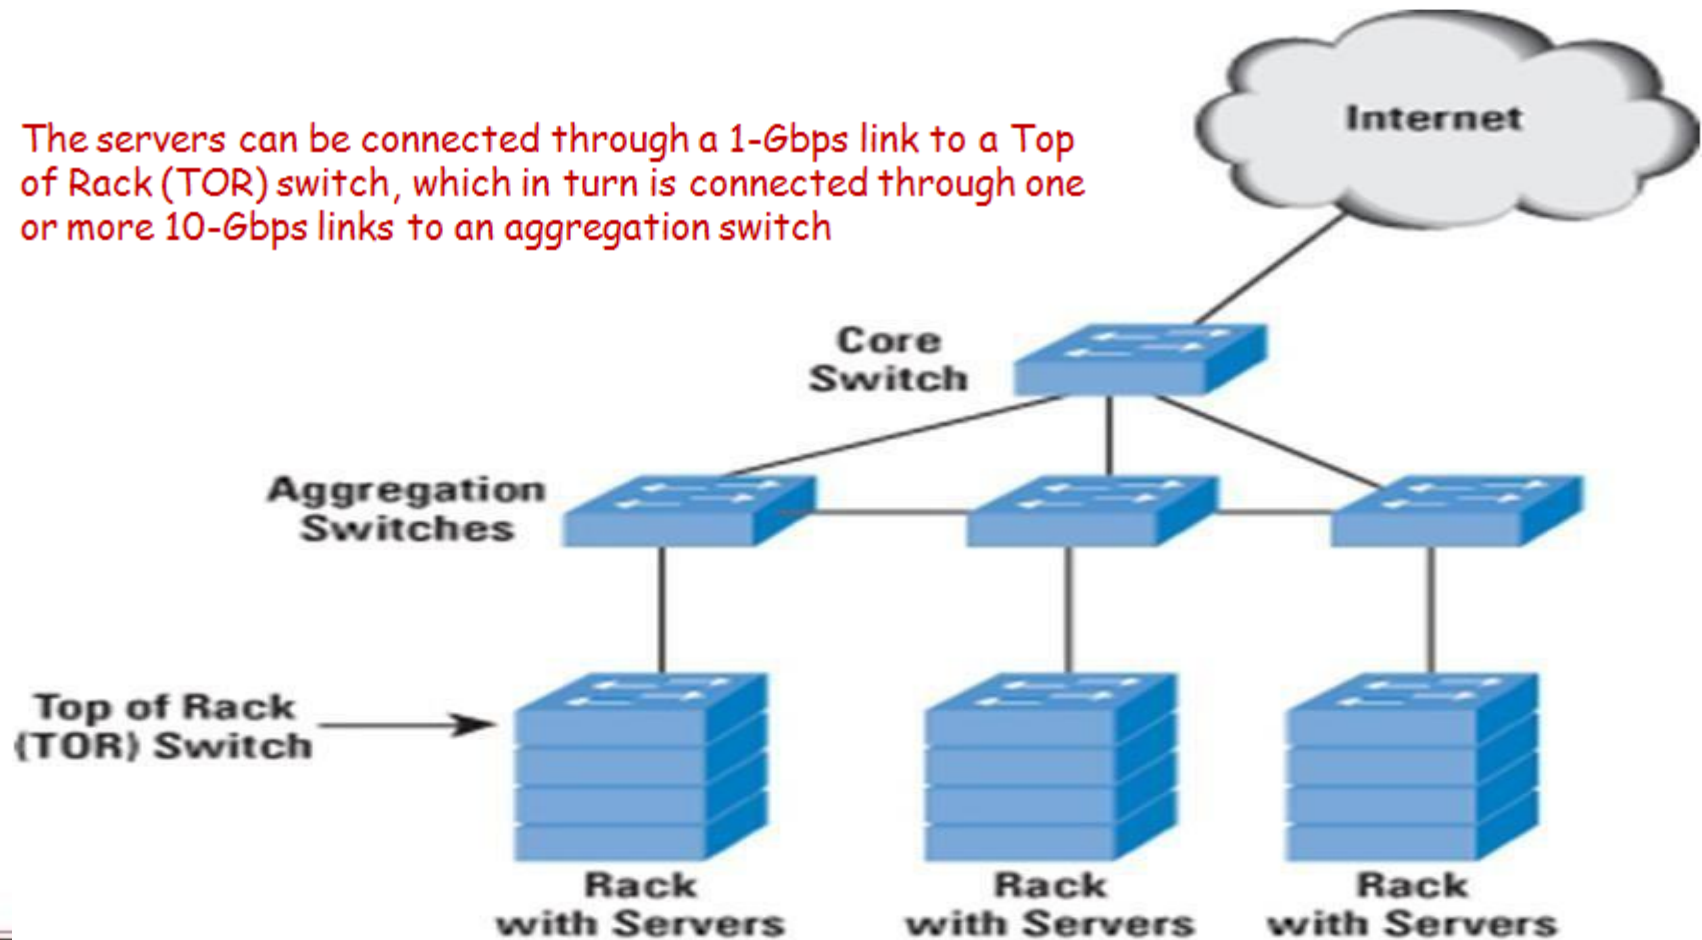 The servers can be connected through a 1-Gbps link to a Top
of Rack (TOR) switch, which in turn is connected through one
or more 10-Gbps links to an aggregation switch
Internet
Core
Switch
Aggregation
Switches
Top of Rack
(TOR) Switch
Rack
with Servers
Rack
with Servers
Rack
with Servers